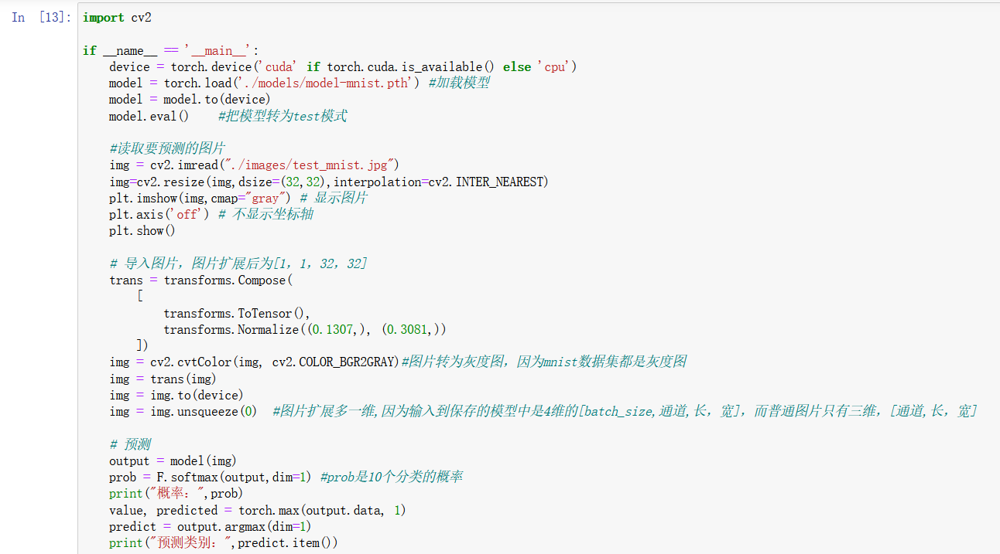 In [13]:
import cv2
if __name__ == '__main__':
device = torch.device('cuda' if torch.cuda.is_available() else 'cpu')
model = torch.load('./models/model-mnist.pth') #加载模型
model = model.to(device)
model.eval() #把模型转为test模式
#读取要预测的图片
img = cv2.imread("./images/test_mnist.jpg")
img=cv2.resize(img,dsize=(32,32),interpolation=cv2.INTER_NEAREST)
plt.imshow(img,cmap="gray") # 显示图片
plt.axis('off') # 不显示坐标轴
plt.show()
# 导入图片，图片扩展后为[1，1，32，32]
trans = transforms.Compose(
[
transforms.ToTensor(),
transforms.Normalize((0.1307,), (0.3081,))
])
img = cv2.cvtColor(img, cv2.COLOR_BGR2GRAY)#图片转为灰度图，因为mnist数据集都是灰度图
img = trans(img)
img = img.to(device)
img = img.unsqueeze(0) #图片扩展多一维,因为输入到保存的模型中是4维的[batch_size,通道,长，宽]，而普通图片只有三维，[通道,长，宽]
# 预测
output = model(img)
prob = F.softmax(output,dim=1) #prob是10个分类的概率
print("概率：",prob)
value, predicted = torch.max(output.data, 1)
predict = output.argmax(dim=1)
print("预测类别：",predict.item())